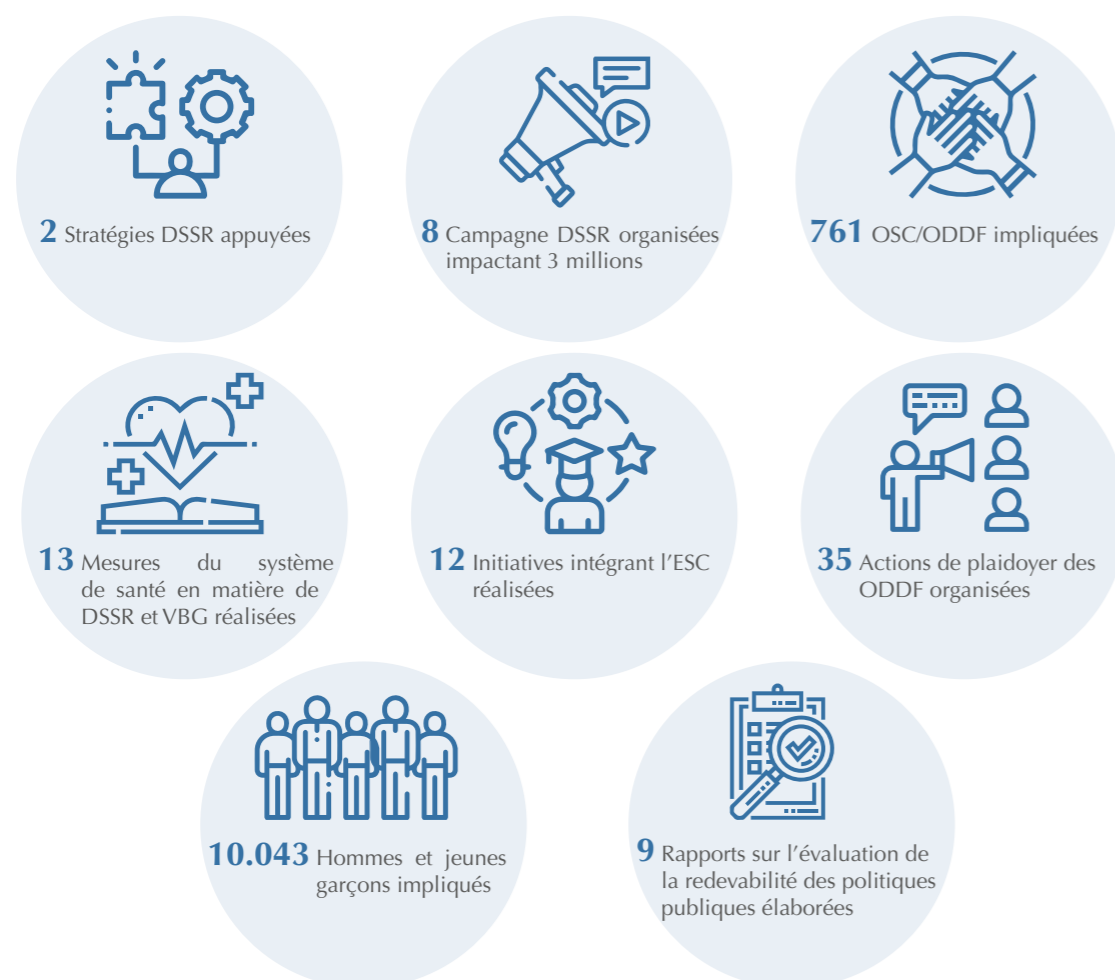 2 Stratégies DSSR appuyées
8 Campagne DSSR organisées
impactant 3 millions
761 OSC/ODDF impliquées
13 Mesures du système
de santé en matière de
DSSR et VBG réalisées
12 Initiatives intégrant l’ESC
réalisées
35 Actions de plaidoyer des
ODDF organisées
10.043 Hommes et jeunes
garçons impliqués
9 Rapports sur l’évaluation de
la redevabilité des politiques
publiques élaborées